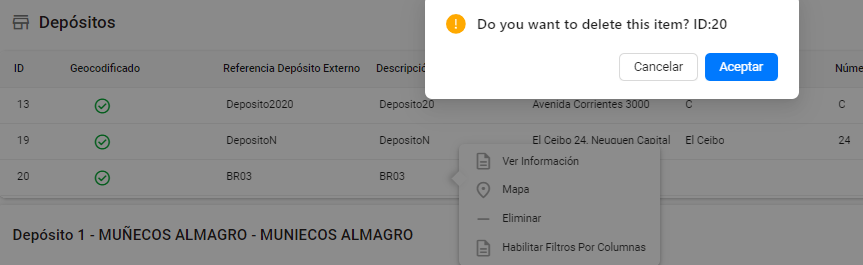 Depósitos
Do you want to delete this item? ID:20
Cancelar Aceptar
ID Geocodificado Referencia Depósito Externo Descripció Núme
13 Deposito2020 Deposito20 Avenida Corrientes 3000 C C
19 DepositoN DepositoN El Ceibo 24, Neuquen Capital El Ceibo 24
20 BR03 BR03
Ver Información
Mapa
Eliminar
Habilitar Filtros Por Columnas
Depósito 1 - MUÑECOS ALMAGRO - MUNIECOS ALMAGRO